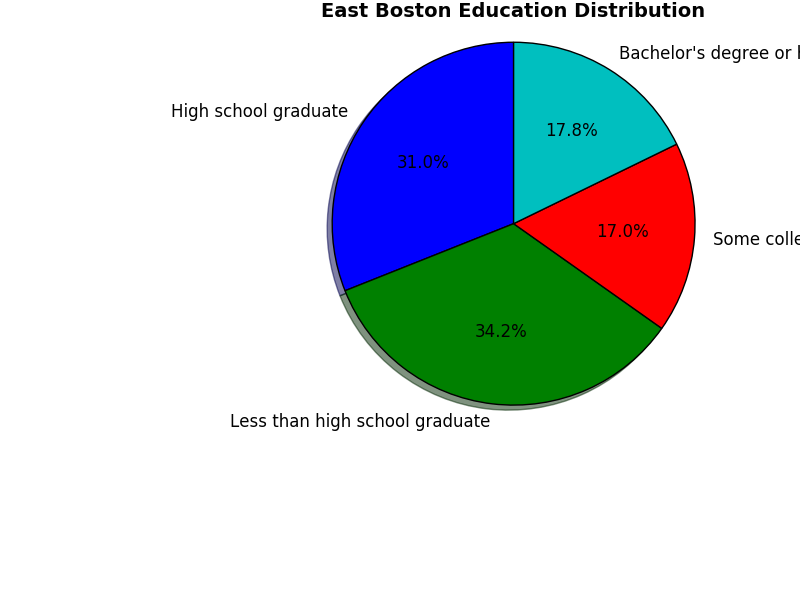 East Boston Education Distribution
Bachelor's degree or
High school graduate
17.8%
31.0%
17.0%
Some colle
34.2%
Less than high school graduate